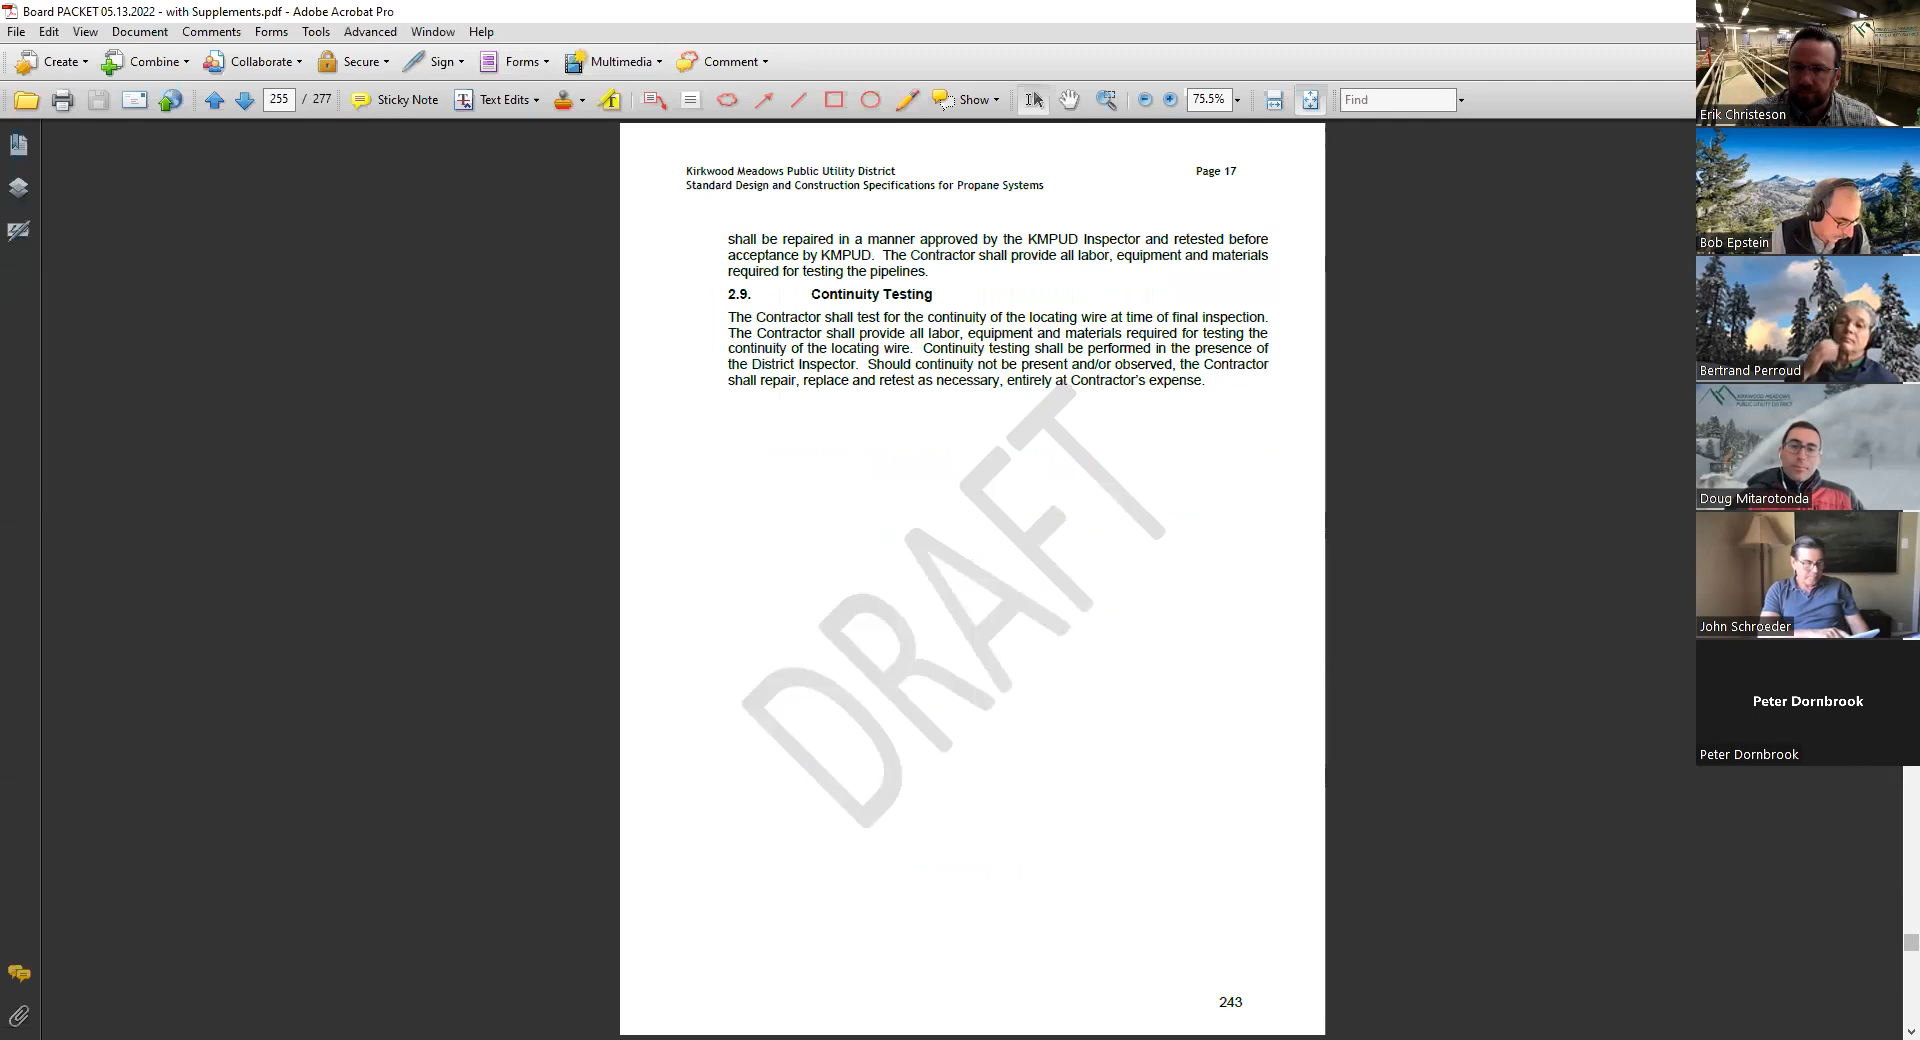 Board PACKET 05.13.2022 - with Supplements.pdf - Adobe Acrobat Pro
File Edit View Document Comments Forms Tools Advanced Window Help
Create Combine Collaborate Secure Sign Forms Multimedia Comment
255 / 277 Sticky Note Text Edits Show 75.5% Find
Kirkwood Meadows Public Utility District Page 17
Standard Design and Construction Specifications for Propane Systems
shall be repaired in a manner approved by the KMPUD Inspector and retested before
acceptance by KMPUD. The Contractor shall provide all labor, equipment and materials
required for testing the pipelines.
2.9. Continuity Testing
The Contractor shall test for the continuity of the locating wire at time of final inspection.
The Contractor shall provide all labor, equipment and materials required for testing the
continuity of the locating wire. Continuity testing shall be performed in the presence of
the District Inspector. Should continuity not be present and/or observed, the Contractor
shall repair, replace and retest as necessary, entirely at Contractor's expense.
DRAFT
243
Erik Christeson
Bob Epstein
Bertrand Perroud
KIRKWOOD MEADOWS
PUBLIC UTILITY DISTRICT
Doug Mitarotonda
John Schroeder
Peter Dornbrook
Peter Dornbrook